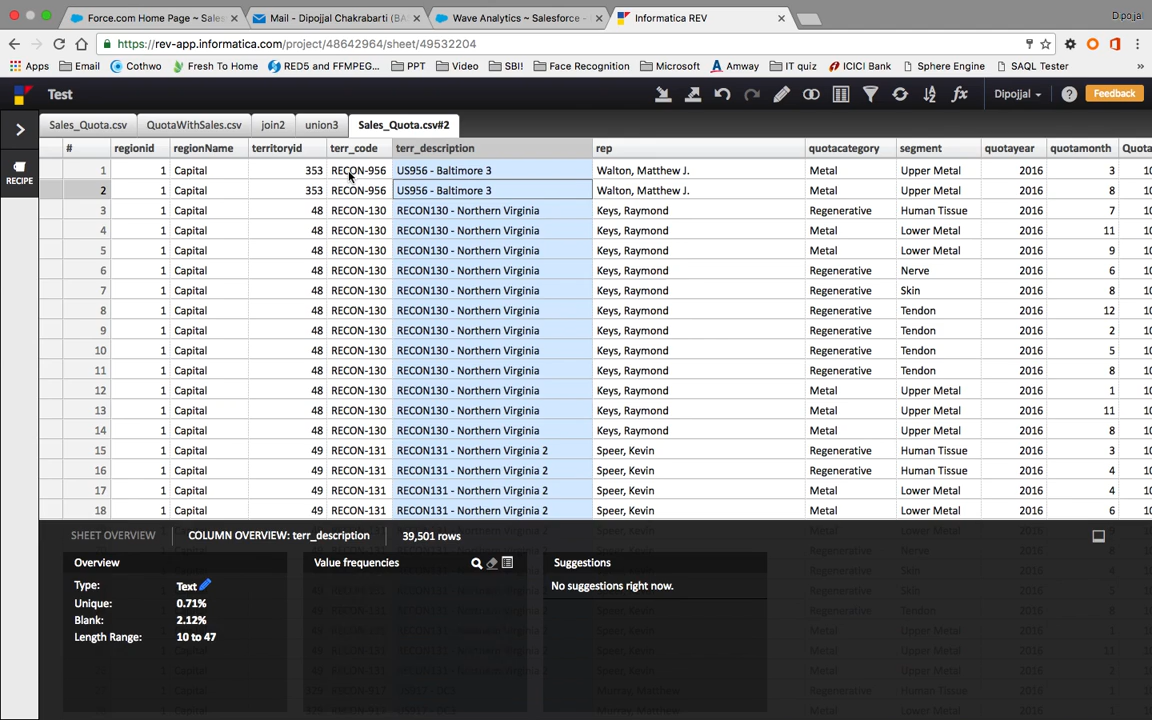 Force.com Home Page ~ Sales
Mail - Dipojjal Chakrabarti (BA
Wave Analytics ~ Salesforce -
Informatica REV
Dipojjal
https://rev-app.informatica.com/project/48642964/sheet/49532204
Apps Email Cothwo Fresh To Home RED5 and FFMPEG... PPT Video SBI! Face Recognition Microsoft Amway IT quiz ICICI Bank Sphere Engine SAQL Tester »
Test
Dipojjal
Feedback
Sales_Quota.csv QuotaWithSales.csv join2 union3 Sales_Quota.csv#2
RECIPE
# regionid regionName territoryid terr_code terr_description rep quotacategory segment quotayear quotamonth Quota
1 1 Capital 353 RECON-956 US956 - Baltimore 3 Walton, Matthew J. Metal Upper Metal 2016 3 10
2 1 Capital 353 RECON-956 US956 - Baltimore 3 Walton, Matthew J. Metal Upper Metal 2016 8 10
3 1 Capital 48 RECON-130 RECON130 - Northern Virginia Keys, Raymond Regenerative Human Tissue 2016 7 10
4 1 Capital 48 RECON-130 RECON130 - Northern Virginia Keys, Raymond Metal Lower Metal 2016 11 10
5 1 Capital 48 RECON-130 RECON130 - Northern Virginia Keys, Raymond Metal Lower Metal 2016 9 10
6 1 Capital 48 RECON-130 RECON130 - Northern Virginia Keys, Raymond Regenerative Nerve 2016 6 10
7 1 Capital 48 RECON-130 RECON130 - Northern Virginia Keys, Raymond Regenerative Skin 2016 8 10
8 1 Capital 48 RECON-130 RECON130 - Northern Virginia Keys, Raymond Regenerative Tendon 2016 12 10
9 1 Capital 48 RECON-130 RECON130 - Northern Virginia Keys, Raymond Regenerative Tendon 2016 2 10
10 1 Capital 48 RECON-130 RECON130 - Northern Virginia Keys, Raymond Regenerative Tendon 2016 5 10
11 1 Capital 48 RECON-130 RECON130 - Northern Virginia Keys, Raymond Regenerative Tendon 2016 8 10
12 1 Capital 48 RECON-130 RECON130 - Northern Virginia Keys, Raymond Metal Upper Metal 2016 1 10
13 1 Capital 48 RECON-130 RECON130 - Northern Virginia Keys, Raymond Metal Upper Metal 2016 11 10
14 1 Capital 48 RECON-130 RECON130 - Northern Virginia Keys, Raymond Metal Upper Metal 2016 8 10
15 1 Capital 49 RECON-131 RECON131 - Northern Virginia 2 Speer, Kevin Regenerative Human Tissue 2016 3 10
16 1 Capital 49 RECON-131 RECON131 - Northern Virginia 2 Speer, Kevin Regenerative Human Tissue 2016 4 10
17 1 Capital 49 RECON-131 RECON131 - Northern Virginia 2 Speer, Kevin Metal Lower Metal 2016 4 10
18 1 Capital 49 RECON-131 RECON131 - Northern Virginia 2 Speer, Kevin Metal Lower Metal 2016 6 10
SHEET OVERVIEW COLUMN OVERVIEW: terr_description 39,501 rows
Overview
Type: Text
Unique: 0.71%
Blank: 2.12%
Length Range: 10 to 47
Value frequencies
Suggestions
No suggestions right now.